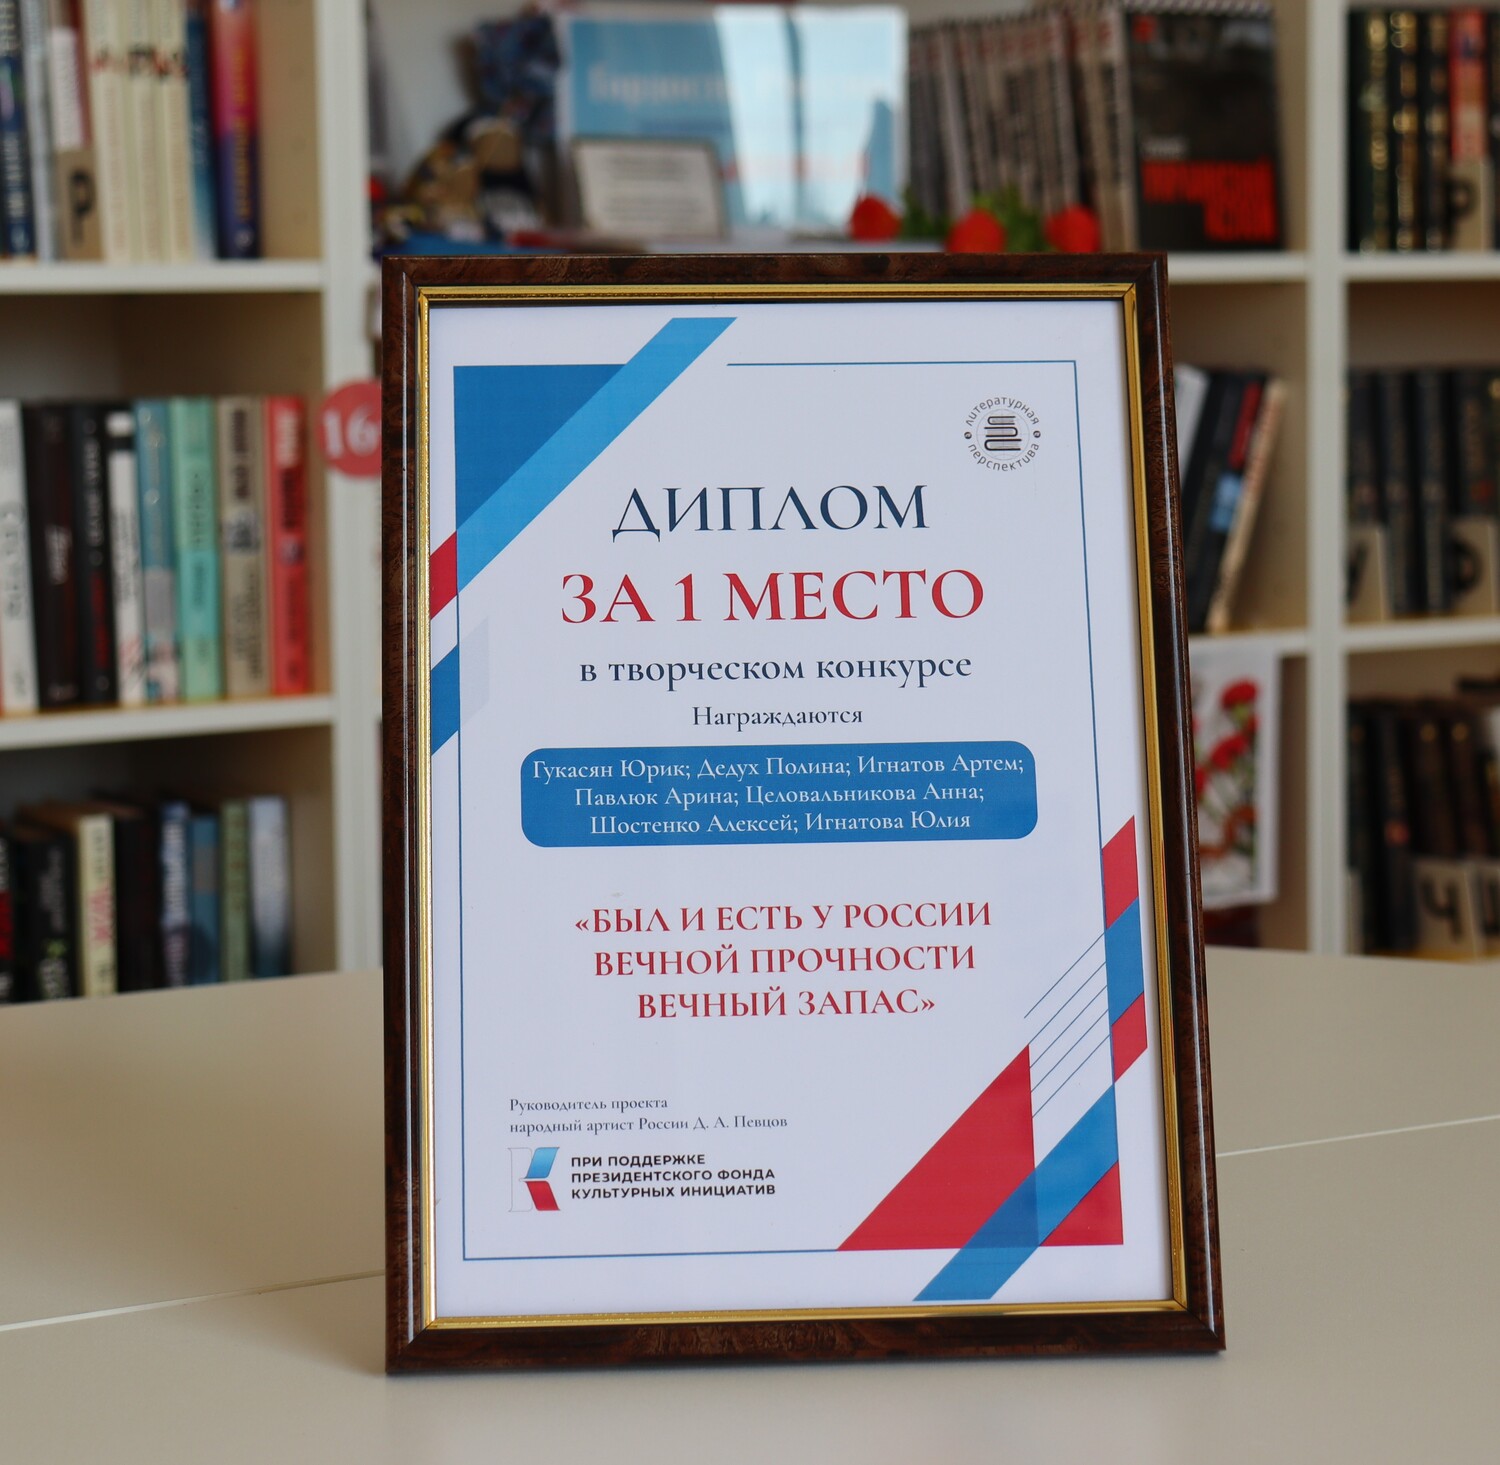 16
литературная
перспектива
ДИПЛОМ
ЗА 1 МЕСТО
в творческом конкурсе
Награждаются
Гукасян Юрик; Дедух Полина; Игнатов Артем;
Павлюк Арина; Целовальникова Анна;
Шостенко Алексей; Игнатова Юлия
«БЫЛ И ЕСТЬ У РОССИИ
ВЕЧНОЙ ПРОЧНОСТИ
ВЕЧНЫЙ ЗАПАС»
Руководитель проекта
народный артист России Д. А. Певцов
ПРИ ПОДДЕРЖКЕ
ПРЕЗИДЕНТСКОГО ФОНДА
КУЛЬТУРНЫХ ИНИЦИАТИВ
Ч